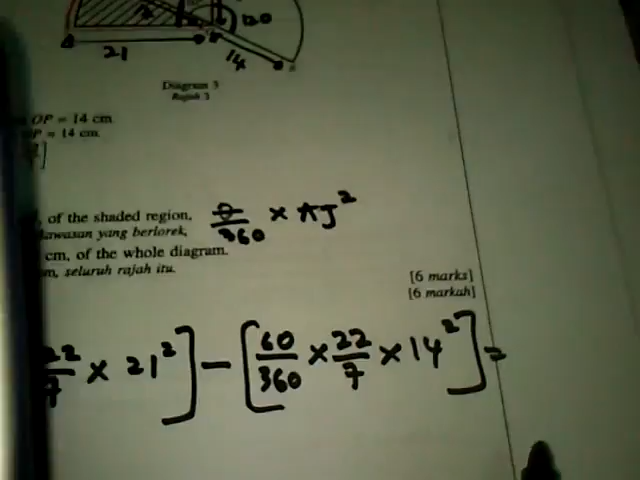 120
21
14
Diagram 3
Rajah 3
OP = 14 cm
P = 14 cm
of the shaded region,
kawasan yang berlorek,
θ/360 × πj²
cm, of the whole diagram.
m, seluruh rajah itu.
[6 marks]
[6 markah]
22/7 × 21²] − [60/360 × 22/7 × 14²] =